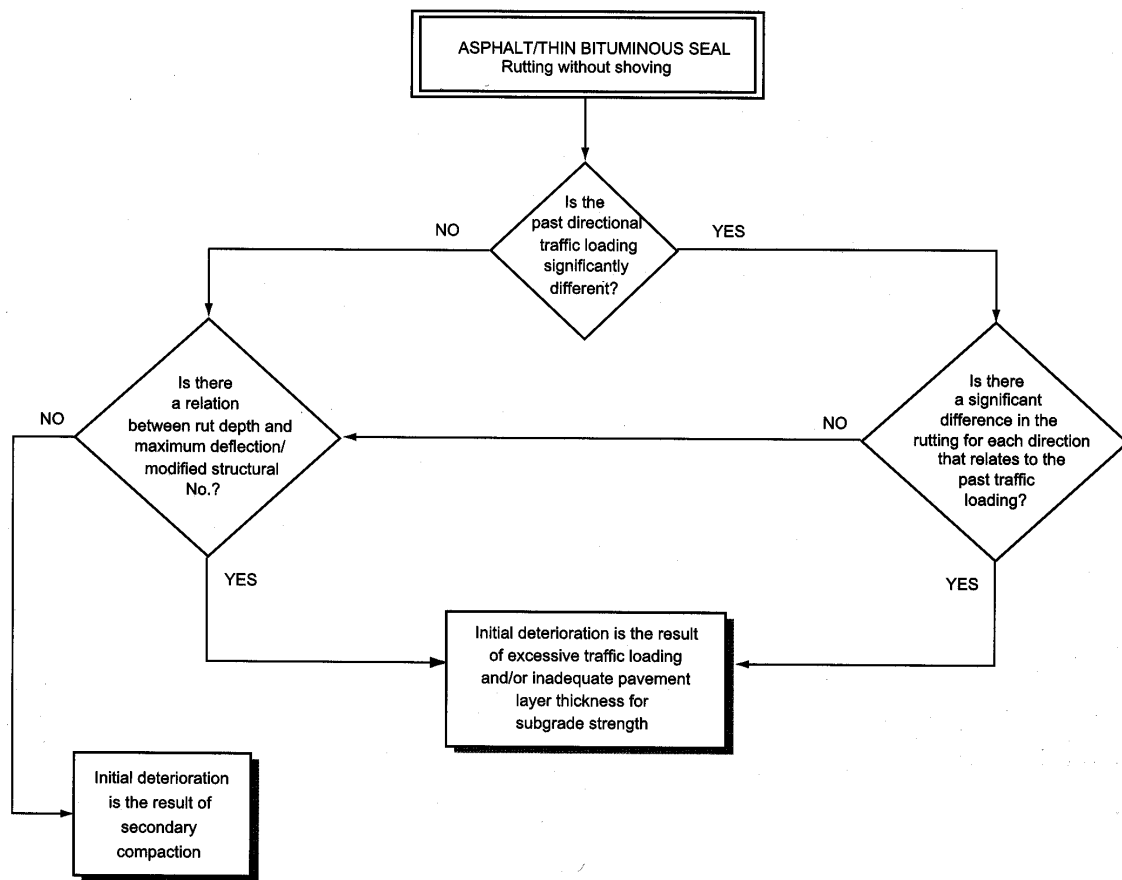 ASPHALT/THIN BITUMINOUS SEAL
Rutting without shoving
Is the
past directional
traffic loading
significantly
different?
NO
YES
Is there
a relation
between rut depth and
maximum deflection/
modified structural
No.?
NO
YES
Is there
a significant
difference in the
rutting for each direction
that relates to the
past traffic
loading?
NO
YES
Initial deterioration is the result
of excessive traffic loading
and/or inadequate pavement
layer thickness for
subgrade strength
Initial deterioration
is the result of
secondary
compaction